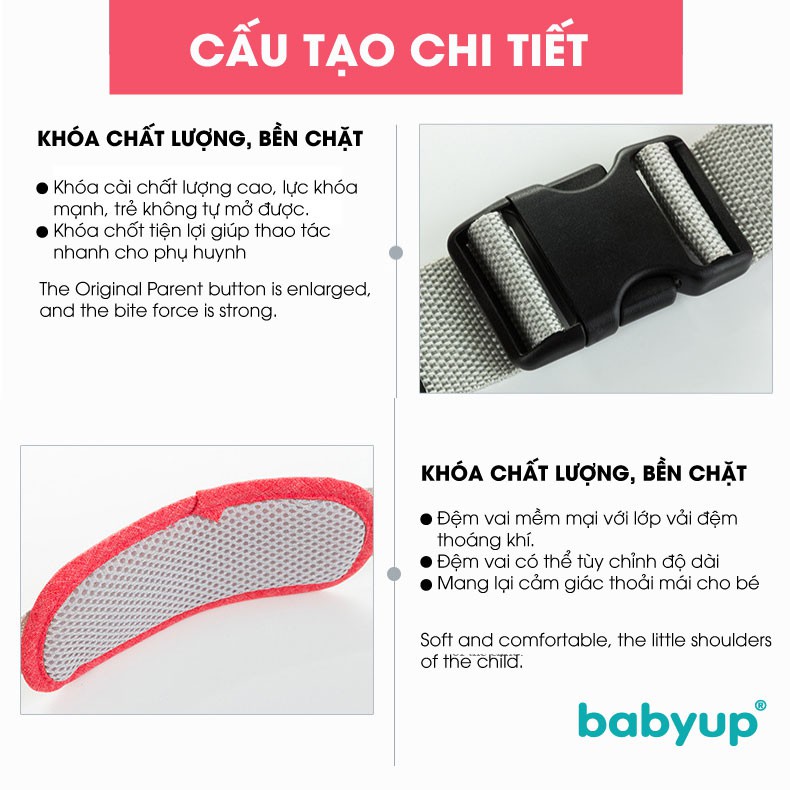 CẤU TẠO CHI TIẾT
KHÓA CHẤT LƯỢNG, BỀN CHẶT
● Khóa cài chất lượng cao, lực khóa
mạnh, trẻ không tự mở được.
● Khóa chốt tiện lợi giúp thao tác
nhanh cho phụ huynh
The Original Parent button is enlarged,
and the bite force is strong.
KHÓA CHẤT LƯỢNG, BỀN CHẶT
● Đệm vai mềm mại với lớp vải đệm
thoáng khí.
● Đệm vai có thể tùy chỉnh độ dài
● Mang lại cảm giác thoải mái cho bé
Soft and comfortable, the little shoulders
of the child.
babyup®